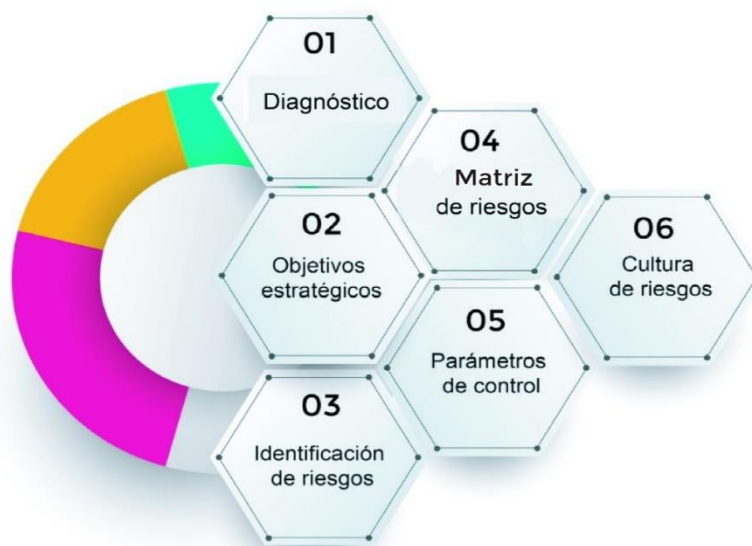 01
Diagnóstico
02
Objetivos
estratégicos
03
Identificación
de riesgos
04
Matriz
de riesgos
05
Parámetros
de control
06
Cultura
de riesgos